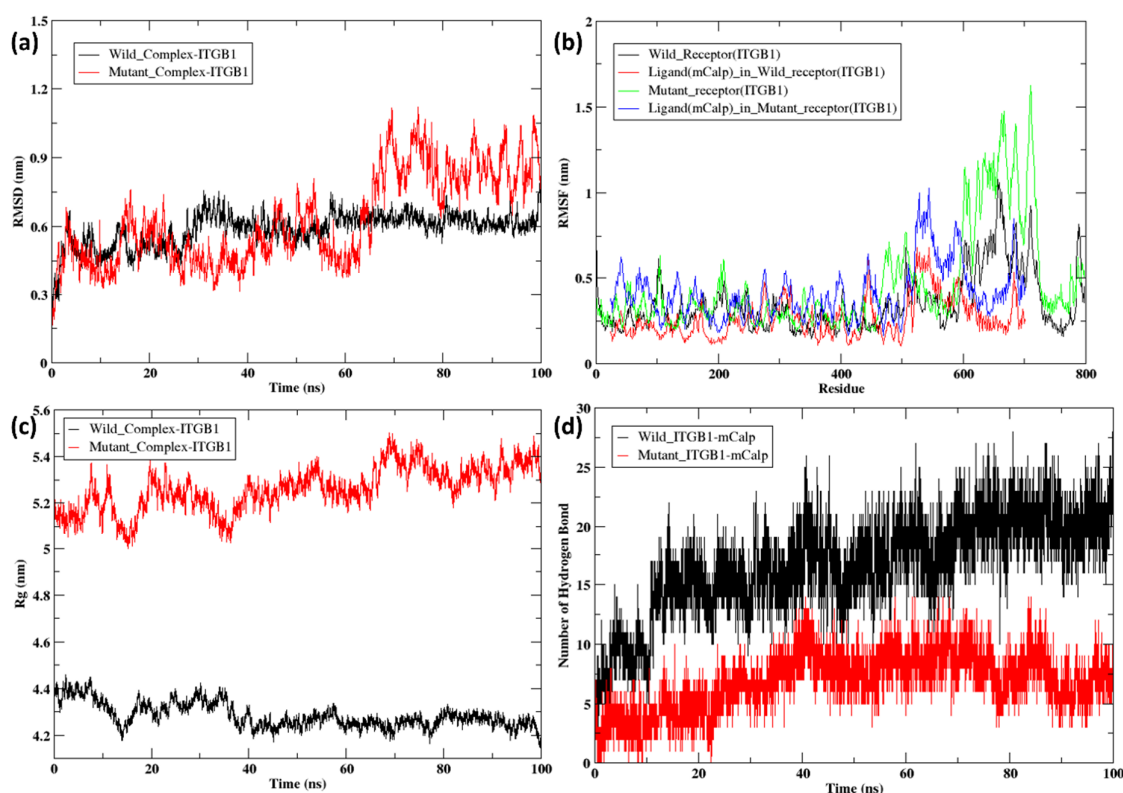 (a)
1.5
1.2
0.9
0.6
0.3
0
RMSD (nm)
Wild_Complex-ITGB1
Mutant_Complex-ITGB1
0 20 40 60 80 100
Time (ns)
(b)
2
1.5
1
0.5
0
RMSF (nm)
Wild_Receptor(ITGB1)
Ligand(mCalp)_in_Wild_receptor(ITGB1)
Mutant_receptor(ITGB1)
Ligand(mCalp)_in_Mutant_receptor(ITGB1)
0 200 400 600 800
Residue
(c)
5.6
5.4
5.2
5
4.8
4.6
4.4
4.2
Rg (nm)
Wild_Complex-ITGB1
Mutant_Complex-ITGB1
0 20 40 60 80 100
Time (ns)
(d)
30
25
20
15
10
5
0
Number of Hydrogen Bond
Wild_ITGB1-mCalp
Mutant_ITGB1-mCalp
0 20 40 60 80 100
Time (ns)